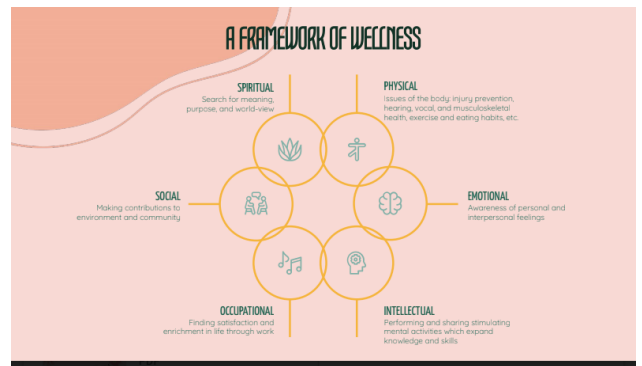 A FRAMEWORK OF WELLNESS
SPIRITUAL
Search for meaning,
purpose, and world-view
PHYSICAL
Issues of the body: injury prevention,
hearing, vocal, and musculoskeletal
health, exercise and eating habits, etc.
SOCIAL
Making contributions to
environment and community
EMOTIONAL
Awareness of personal and
interpersonal feelings
OCCUPATIONAL
Finding satisfaction and
enrichment in life through work
INTELLECTUAL
Performing and sharing stimulating
mental activities which expand
knowledge and skills